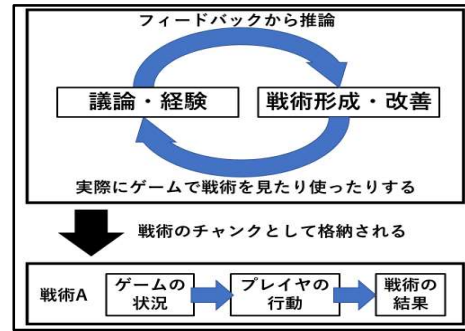 フィードバックから推論
議論・経験
戦術形成・改善
実際にゲームで戦術を見たり使ったりする
戦術のチャンクとして格納される
戦術A
ゲームの
状況
プレイヤの
行動
戦術の
結果